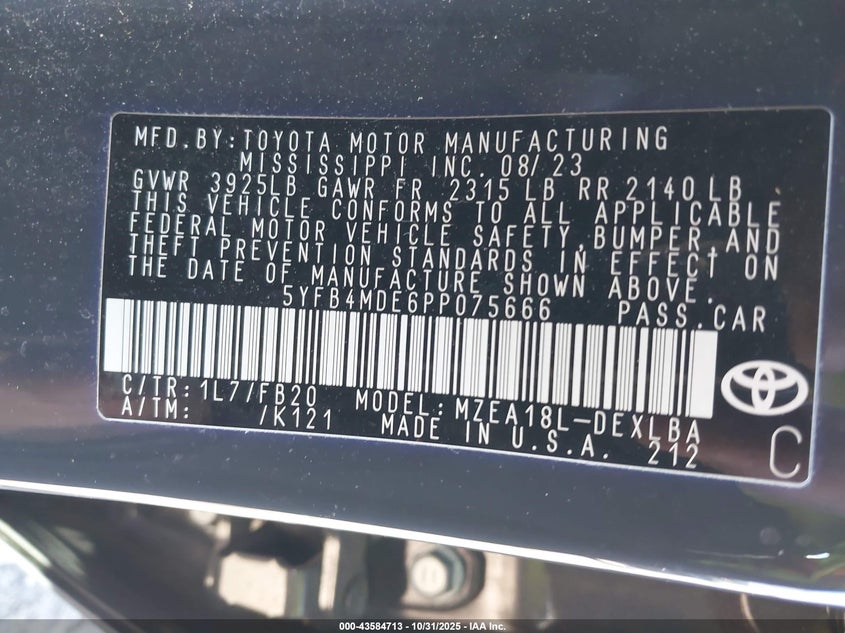 MFD. BY: TOYOTA MOTOR MANUFACTURING
MISSISSIPPI INC. 08/23
GVWR 3925LB GAWR FR 2315 LB RR 2140 LB
THIS VEHICLE CONFORMS TO ALL APPLICABLE
FEDERAL MOTOR VEHICLE SAFETY, BUMPER AND
THEFT PREVENTION STANDARDS IN EFFECT ON
THE DATE OF MANUFACTURE SHOWN ABOVE.
5YFB4MDE6PP075666 PASS. CAR
C/TR: 1L7/FB20 MODEL: MZEA18L-DEXLBA
A/TM: /K121 MADE IN U.S.A. 212
C
000-43584713 - 10/31/2025 - IAA Inc.